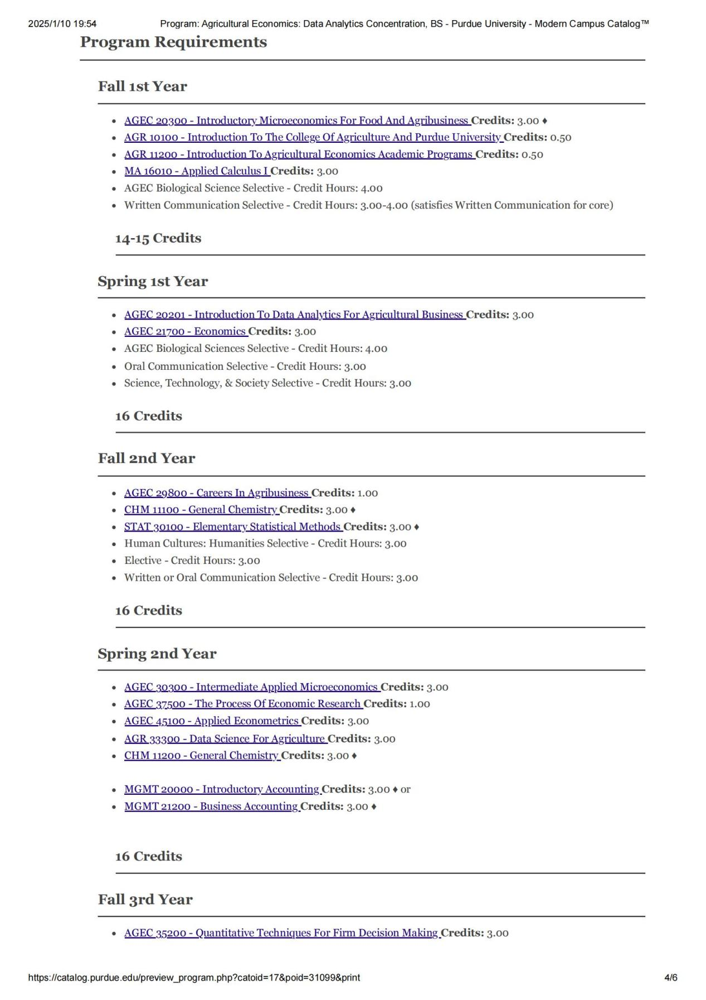 2025/1/10 19:54 Program: Agricultural Economics: Data Analytics Concentration, BS - Purdue University - Modern Campus Catalog™
Program Requirements
Fall 1st Year
• AGEC 20300 - Introductory Microeconomics For Food And Agribusiness Credits: 3.00 ♦
• AGR 10100 - Introduction To The College Of Agriculture And Purdue University Credits: 0.50
• AGR 11200 - Introduction To Agricultural Economics Academic Programs Credits: 0.50
• MA 16010 - Applied Calculus I Credits: 3.00
• AGEC Biological Science Selective - Credit Hours: 4.00
• Written Communication Selective - Credit Hours: 3.00-4.00 (satisfies Written Communication for core)
14-15 Credits
Spring 1st Year
• AGEC 20201 - Introduction To Data Analytics For Agricultural Business Credits: 3.00
• AGEC 21700 - Economics Credits: 3.00
• AGEC Biological Sciences Selective - Credit Hours: 4.00
• Oral Communication Selective - Credit Hours: 3.00
• Science, Technology, & Society Selective - Credit Hours: 3.00
16 Credits
Fall 2nd Year
• AGEC 29800 - Careers In Agribusiness Credits: 1.00
• CHM 11100 - General Chemistry Credits: 3.00 ♦
• STAT 30100 - Elementary Statistical Methods Credits: 3.00 ♦
• Human Cultures: Humanities Selective - Credit Hours: 3.00
• Elective - Credit Hours: 3.00
• Written or Oral Communication Selective - Credit Hours: 3.00
16 Credits
Spring 2nd Year
• AGEC 30300 - Intermediate Applied Microeconomics Credits: 3.00
• AGEC 37500 - The Process Of Economic Research Credits: 1.00
• AGEC 45100 - Applied Econometrics Credits: 3.00
• AGR 33300 - Data Science For Agriculture Credits: 3.00
• CHM 11200 - General Chemistry Credits: 3.00 ♦
• MGMT 20000 - Introductory Accounting Credits: 3.00 ♦ or
• MGMT 21200 - Business Accounting Credits: 3.00 ♦
16 Credits
Fall 3rd Year
• AGEC 35200 - Quantitative Techniques For Firm Decision Making Credits: 3.00
https://catalog.purdue.edu/preview_program.php?catoid=17&poid=31099&print 4/6